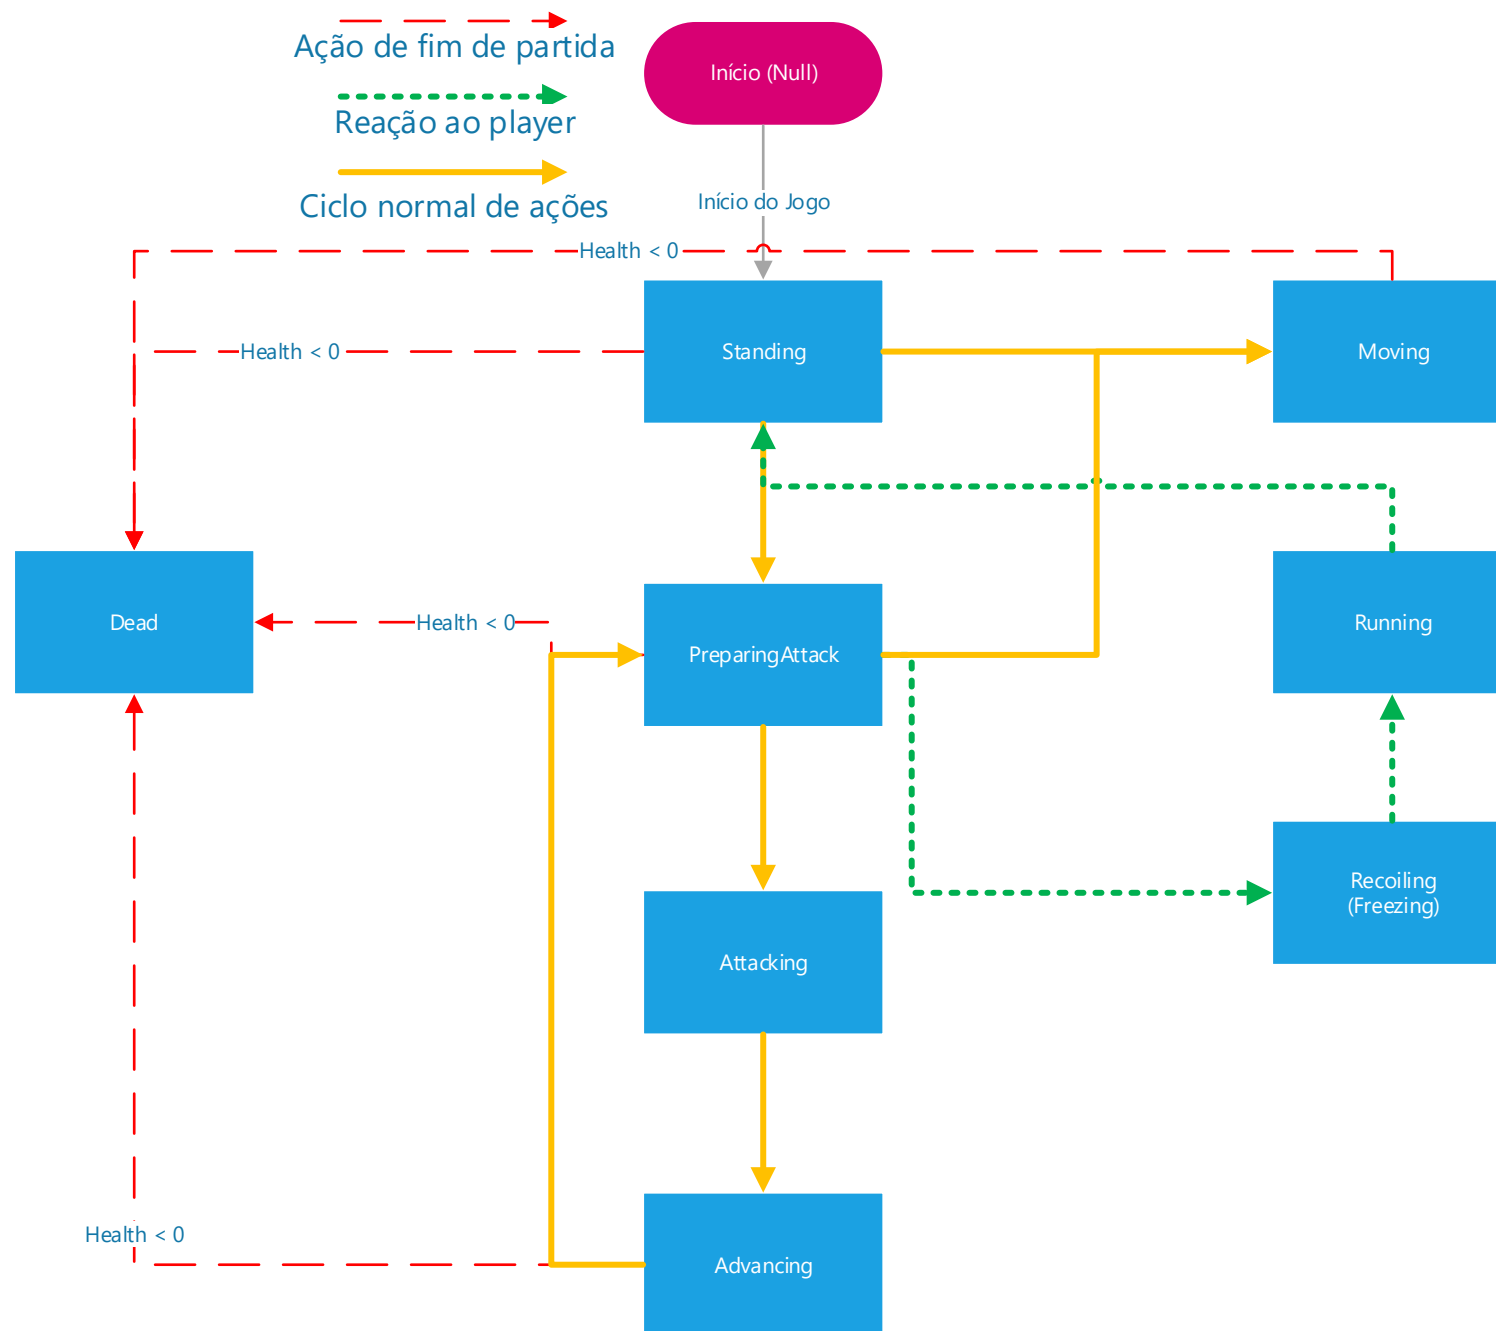 Ação de fim de partida
Início (Null)
Reação ao player
Ciclo normal de ações
Início do Jogo
Health < 0
Health < 0
Standing
Moving
Dead
Health < 0
PreparingAttack
Running
Recoiling
(Freezing)
Attacking
Health < 0
Advancing